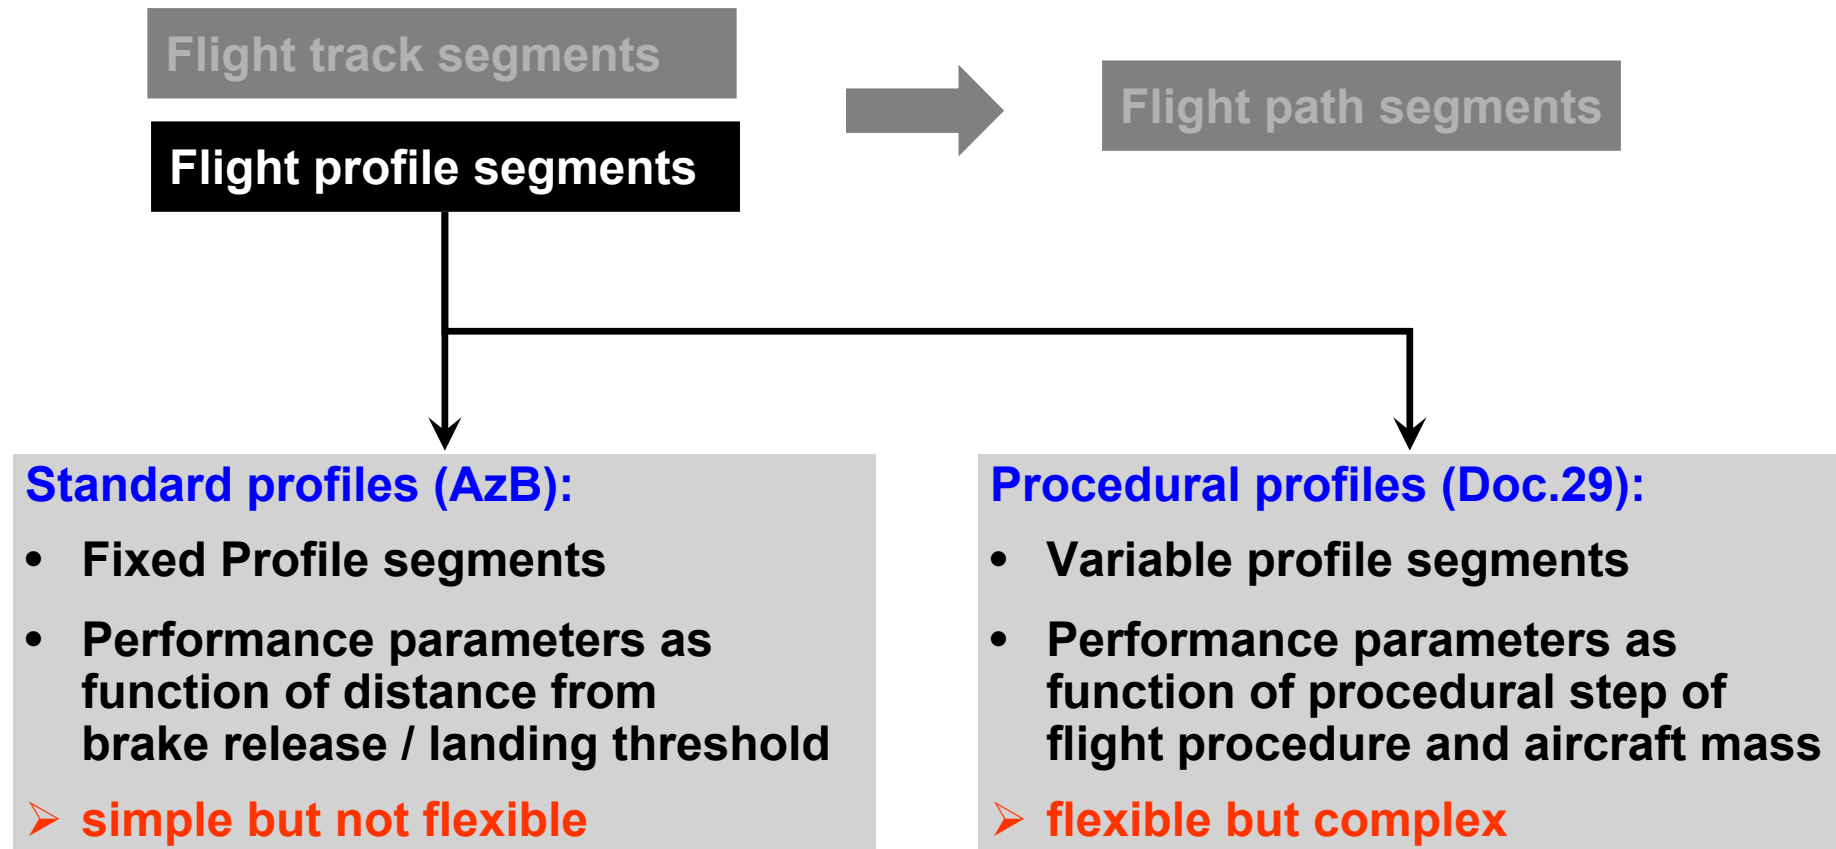 Flight track segments
Flight path segments
Flight profile segments
Standard profiles (AzB):
• Fixed Profile segments
• Performance parameters as
function of distance from
brake release / landing threshold
➢ simple but not flexible
Procedural profiles (Doc.29):
• Variable profile segments
• Performance parameters as
function of procedural step of
flight procedure and aircraft mass
➢ flexible but complex